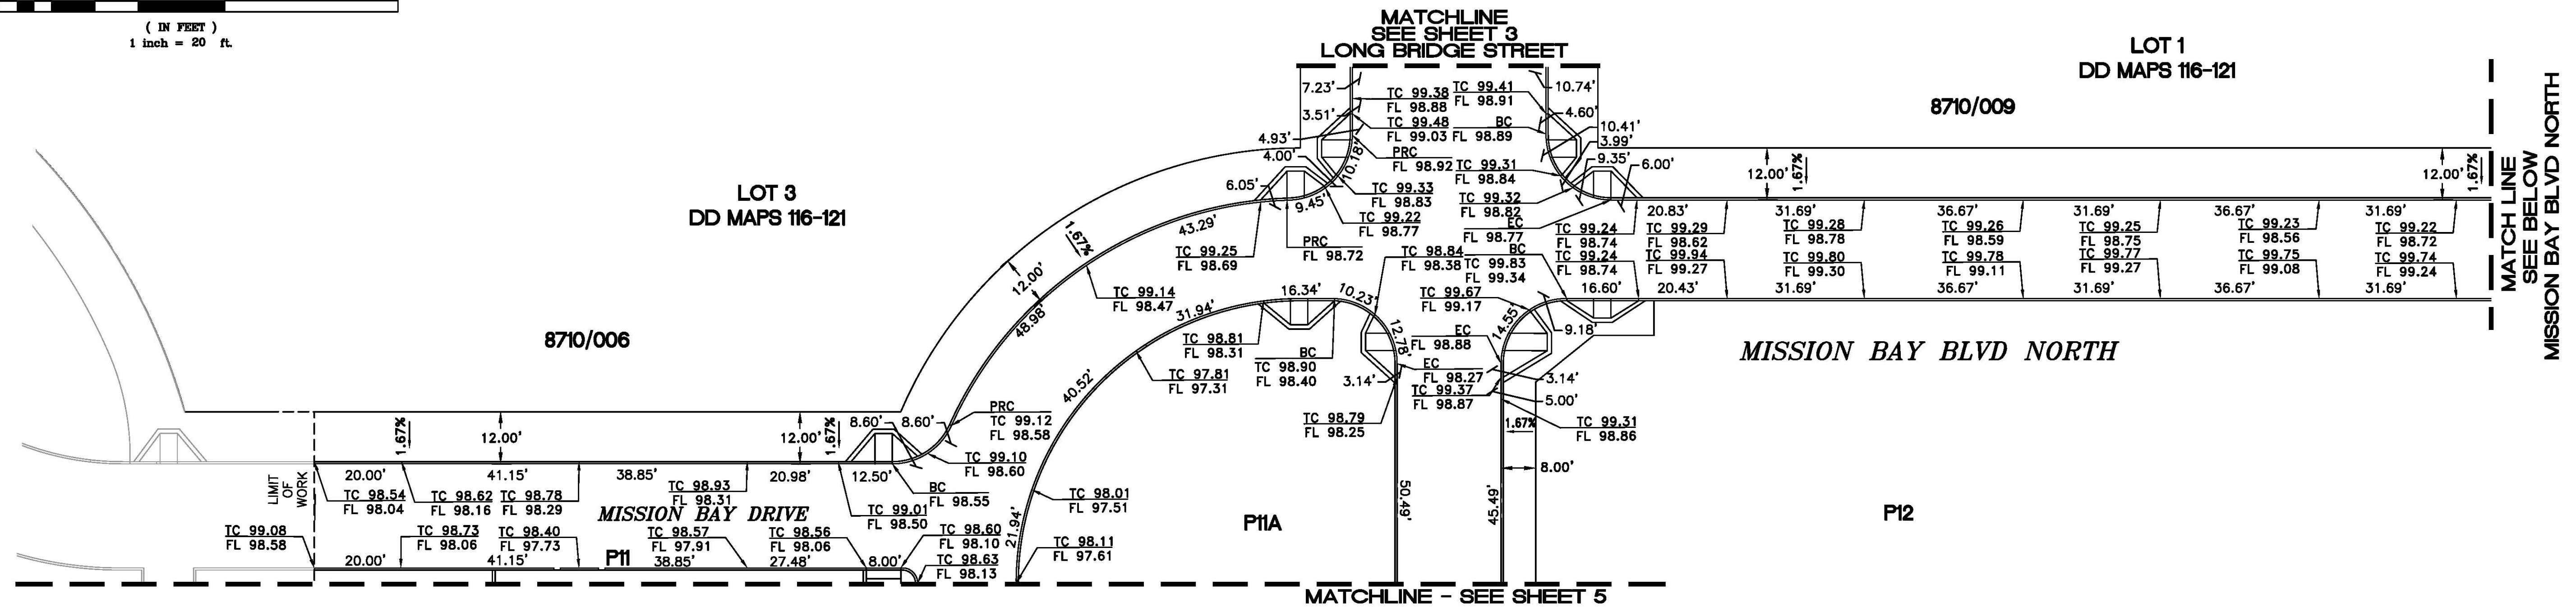 ( IN FEET )
1 inch = 20 ft.
MATCHLINE
SEE SHEET 3
LONG BRIDGE STREET
LOT 1
DD MAPS 116-121
8710/009
MATCH LINE
SEE BELOW
MISSION BAY BLVD NORTH
LOT 3
DD MAPS 116-121
8710/006
7.23'
3.51'
4.93'
4.00'
10.18'
6.05'
9.45'
TC 99.38
FL 98.88
TC 99.48
FL 99.03
PRC
FL 98.92
TC 99.33
FL 98.83
TC 99.22
FL 98.77
PRC
FL 98.72
TC 99.41
FL 98.91
BC
FL 98.89
TC 99.31
FL 98.84
TC 99.32
FL 98.82
EC
FL 98.77
10.74'
4.60'
10.41'
3.99'
9.35'
6.00'
12.00'
1.67%
12.00'
1.67%
20.83'
31.69'
36.67'
31.69'
36.67'
31.69'
TC 99.24
FL 98.74
TC 99.29
FL 98.62
TC 99.28
FL 98.78
TC 99.26
FL 98.59
TC 99.25
FL 98.75
TC 99.23
FL 98.56
TC 99.22
FL 98.72
TC 99.24
FL 98.74
TC 99.94
FL 99.27
TC 99.80
FL 99.30
TC 99.78
FL 99.11
TC 99.77
FL 99.27
TC 99.75
FL 99.08
TC 99.74
FL 99.24
16.60'
20.43'
31.69'
36.67'
31.69'
36.67'
31.69'
MISSION BAY BLVD NORTH
1.67%
12.00'
43.29'
48.98'
TC 99.25
FL 98.69
TC 99.14
FL 98.47
16.34'
10.23'
31.94'
12.78'
40.52'
21.94'
TC 98.84
FL 98.38
BC
TC 99.83
FL 99.34
TC 99.67
FL 99.17
14.55'
9.18'
EC
FL 98.88
EC
FL 98.27
TC 99.37
FL 98.87
3.14'
3.14'
5.00'
TC 98.81
FL 98.31
BC
TC 98.90
FL 98.40
TC 97.81
FL 97.31
TC 98.79
FL 98.25
TC 99.31
FL 98.86
1.67%
8.00'
50.49'
45.49'
P11A
P12
TC 98.01
FL 97.51
TC 98.11
FL 97.61
8.60'
8.60'
PRC
TC 99.12
FL 98.58
TC 99.10
FL 98.60
BC
FL 98.55
1.67%
12.00'
12.00'
1.67%
20.00'
41.15'
38.85'
20.98'
12.50'
LIMIT
OF
WORK
TC 98.54
FL 98.04
TC 98.62
FL 98.16
TC 98.78
FL 98.29
TC 98.93
FL 98.31
TC 99.01
FL 98.50
MISSION BAY DRIVE
TC 99.08
FL 98.58
TC 98.73
FL 98.06
TC 98.40
FL 97.73
TC 98.57
FL 97.91
TC 98.56
FL 98.06
TC 98.60
FL 98.10
TC 98.63
FL 98.13
20.00'
41.15'
P11
38.85'
27.48'
8.00'
MATCHLINE - SEE SHEET 5